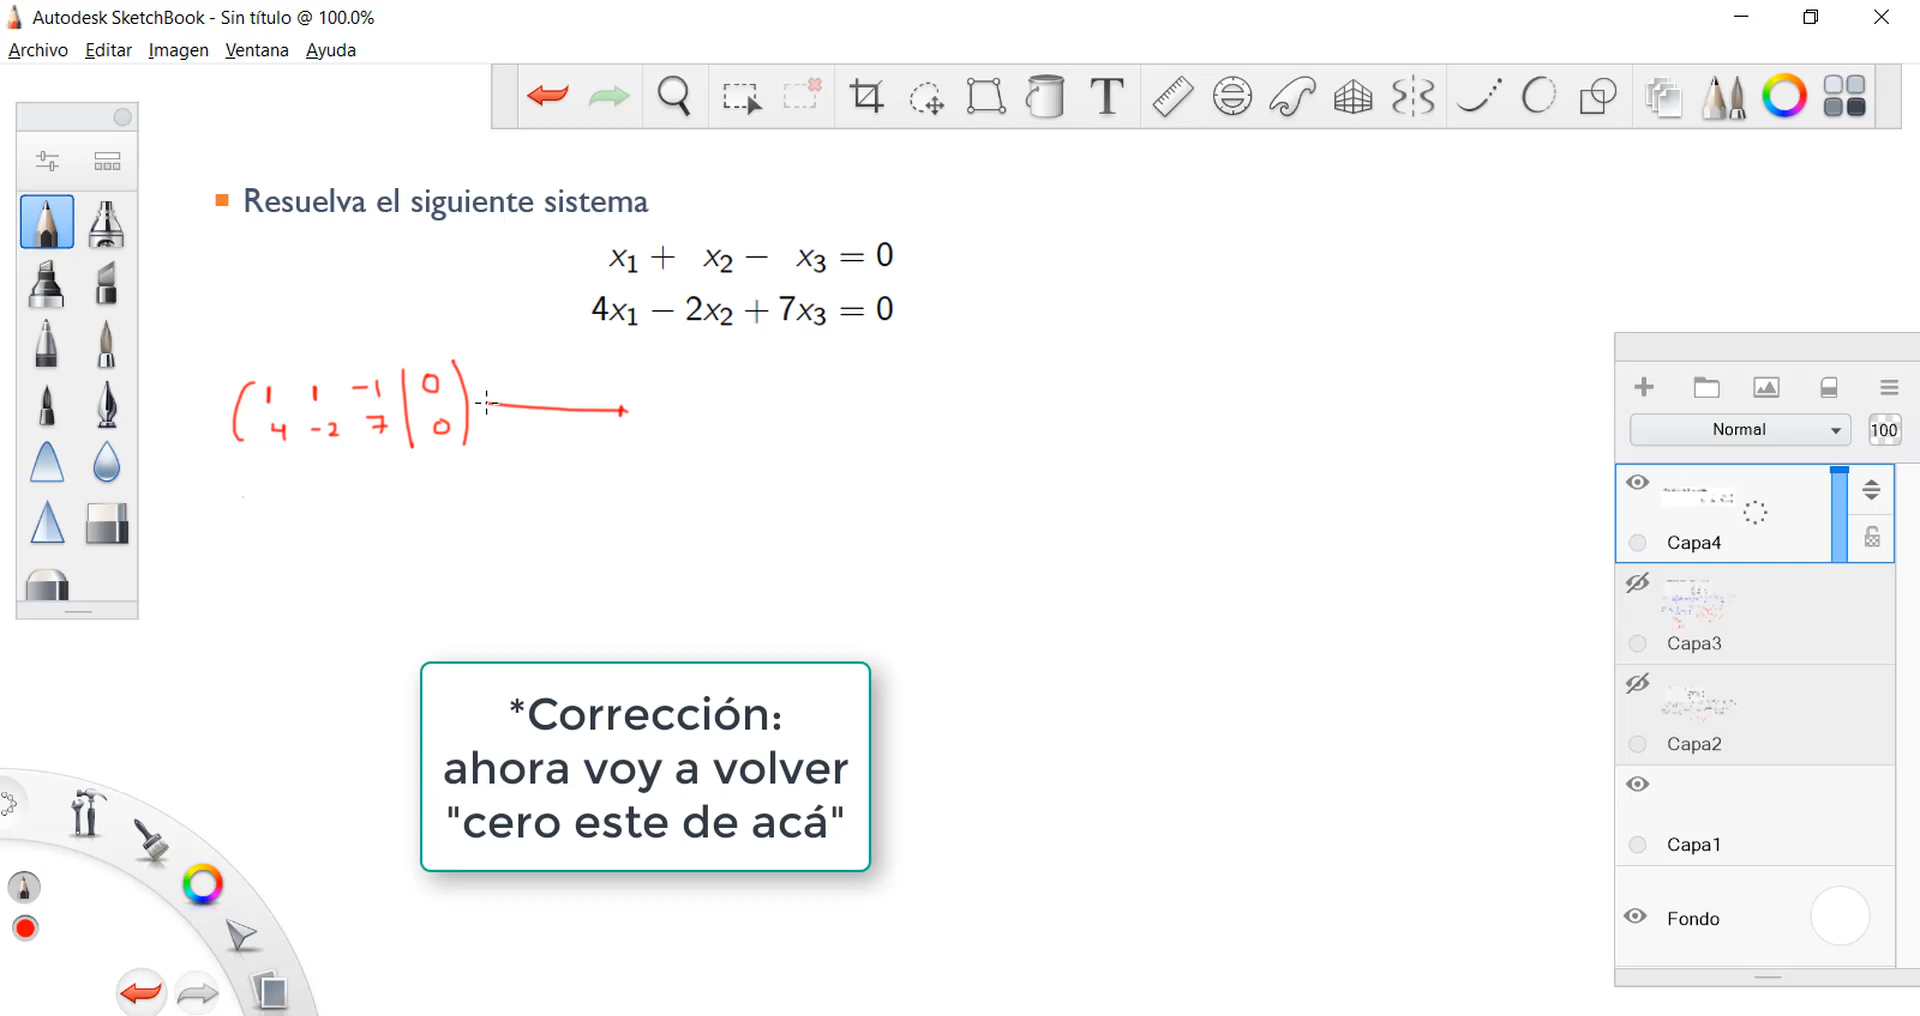 Autodesk SketchBook - Sin título @ 100.0%
Archivo Editar Imagen Ventana Ayuda
T
Resuelva el siguiente sistema
x₁ + x₂ − x₃ = 0
4x₁ − 2x₂ + 7x₃ = 0
1 1 -1 | 0
4 -2 7 | 0
Normal 100
Capa4
Capa3
Capa2
Capa1
Fondo
*Corrección:
ahora voy a volver
"cero este de acá"